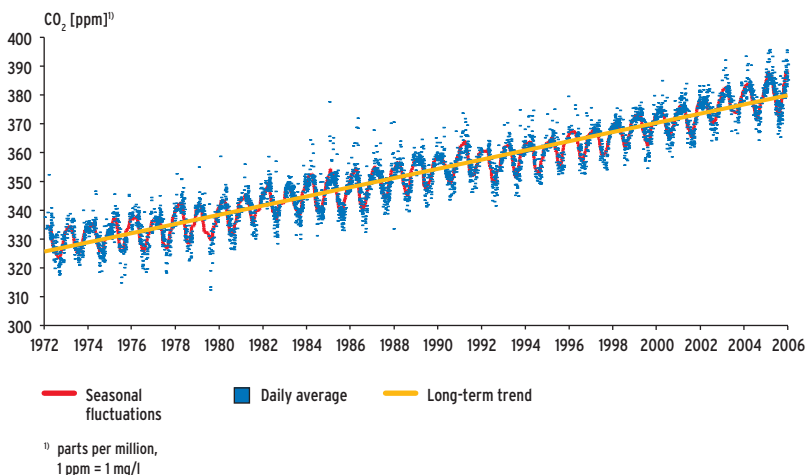 CO₂ [ppm]¹⁾
400
390
380
370
360
350
340
330
320
310
300
1972 1974 1976 1978 1980 1982 1984 1986 1988 1990 1992 1994 1996 1998 2000 2002 2004 2006
Seasonal fluctuations
Daily average
Long-term trend
¹⁾ parts per million,
1 ppm = 1 mg/l